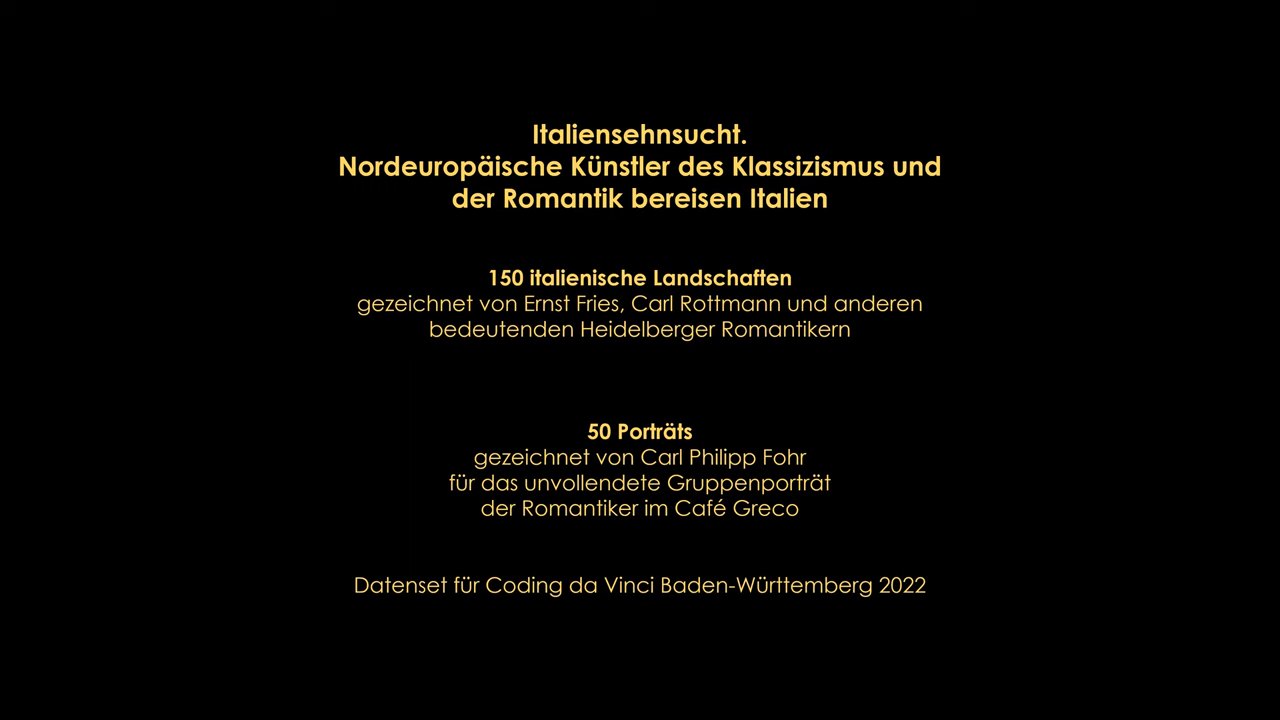 Italiensehnsucht.
Nordeuropäische Künstler des Klassizismus und
der Romantik bereisen Italien
150 italienische Landschaften
gezeichnet von Ernst Fries, Carl Rottmann und anderen
bedeutenden Heidelberger Romantikern
50 Porträts
gezeichnet von Carl Philipp Fohr
für das unvollendete Gruppenporträt
der Romantiker im Café Greco
Datenset für Coding da Vinci Baden-Württemberg 2022